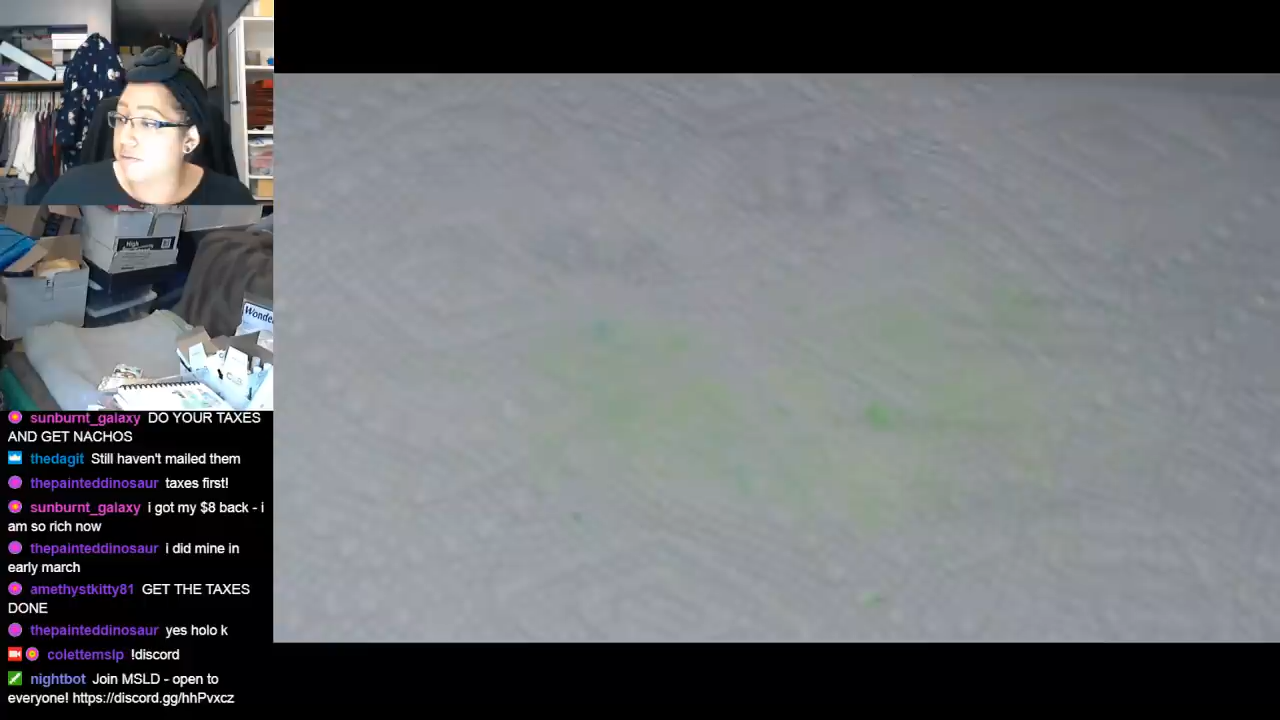 High
Wonde
sunburnt_galaxy DO YOUR TAXES
AND GET NACHOS
thedagit Still haven't mailed them
thepainteddinosaur taxes first!
sunburnt_galaxy i got my $8 back - i
am so rich now
thepainteddinosaur i did mine in
early march
amethystkitty81 GET THE TAXES
DONE
thepainteddinosaur yes holo k
colettemslp !discord
nightbot Join MSLD - open to
everyone! https://discord.gg/hhPvxcz